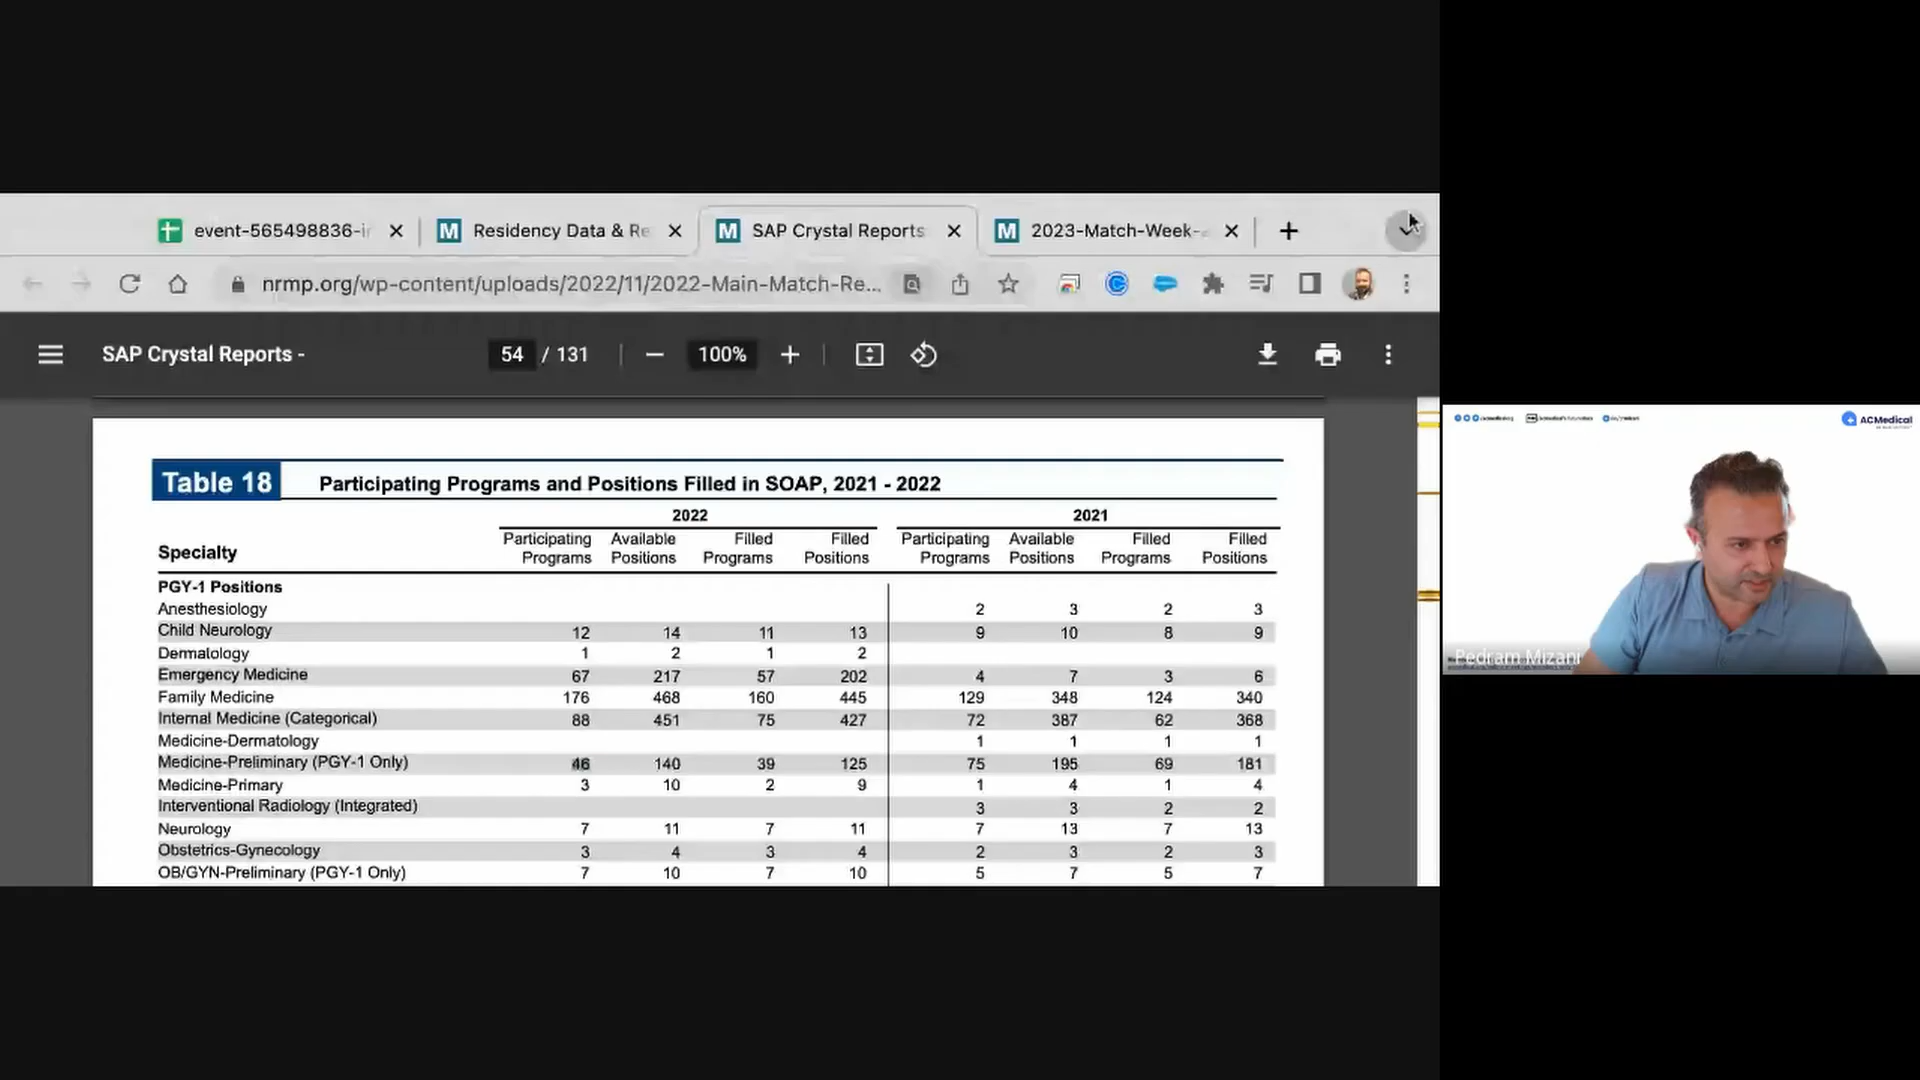 event-565498836-i
Residency Data & Re
SAP Crystal Reports
2023-Match-Week-
nrmp.org/wp-content/uploads/2022/11/2022-Main-Match-Re...
SAP Crystal Reports -
54 / 131
100%
Table 18 Participating Programs and Positions Filled in SOAP, 2021 - 2022
2022 2021
Specialty Participating Programs Available Positions Filled Programs Filled Positions Participating Programs Available Positions Filled Programs Filled Positions
PGY-1 Positions
Anesthesiology 2 3 2 3
Child Neurology 12 14 11 13 9 10 8 9
Dermatology 1 2 1 2
Emergency Medicine 67 217 57 202 4 7 3 6
Family Medicine 176 468 160 445 129 348 124 340
Internal Medicine (Categorical) 88 451 75 427 72 387 62 368
Medicine-Dermatology 1 1 1 1
Medicine-Preliminary (PGY-1 Only) 46 140 39 125 75 195 69 181
Medicine-Primary 3 10 2 9 1 4 1 4
Interventional Radiology (Integrated) 3 3 2 2
Neurology 7 11 7 11 7 13 7 13
Obstetrics-Gynecology 3 4 3 4 2 3 2 3
OB/GYN-Preliminary (PGY-1 Only) 7 10 7 10 5 7 5 7
ACMedical
Pedram Mizani